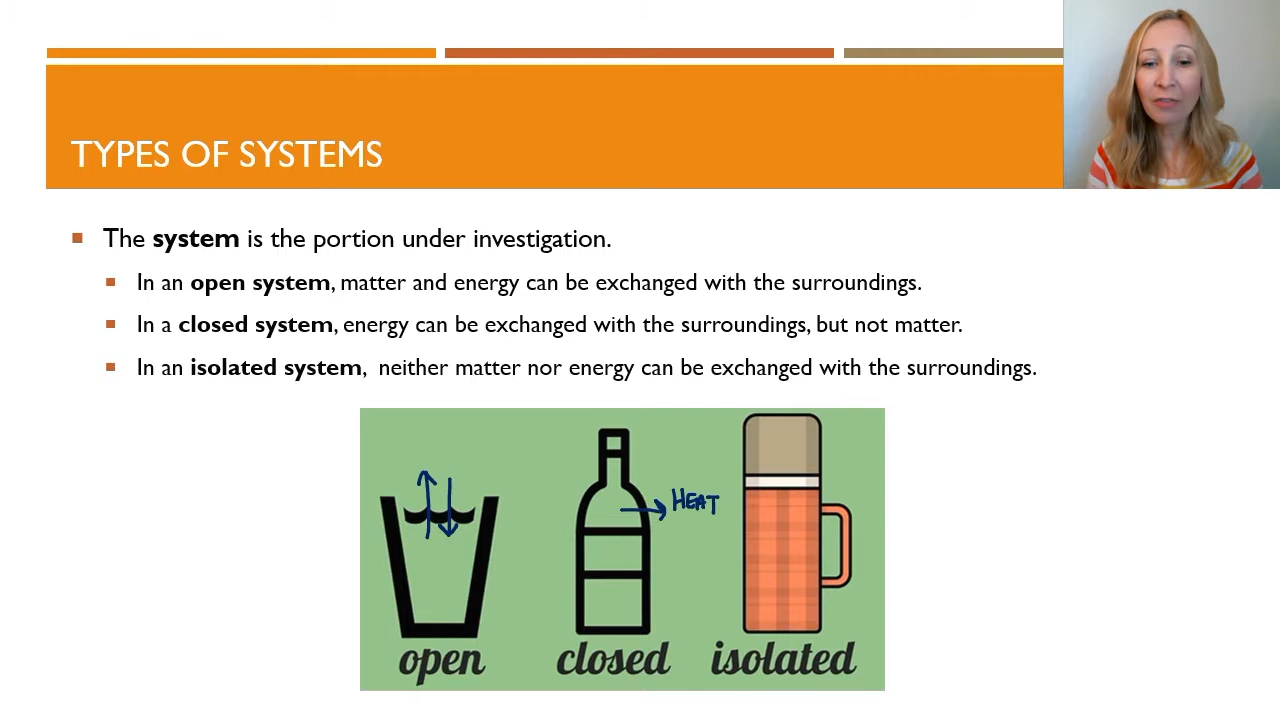 TYPES OF SYSTEMS
The system is the portion under investigation.
In an open system, matter and energy can be exchanged with the surroundings.
In a closed system, energy can be exchanged with the surroundings, but not matter.
In an isolated system, neither matter nor energy can be exchanged with the surroundings.
HEAT
open closed isolated